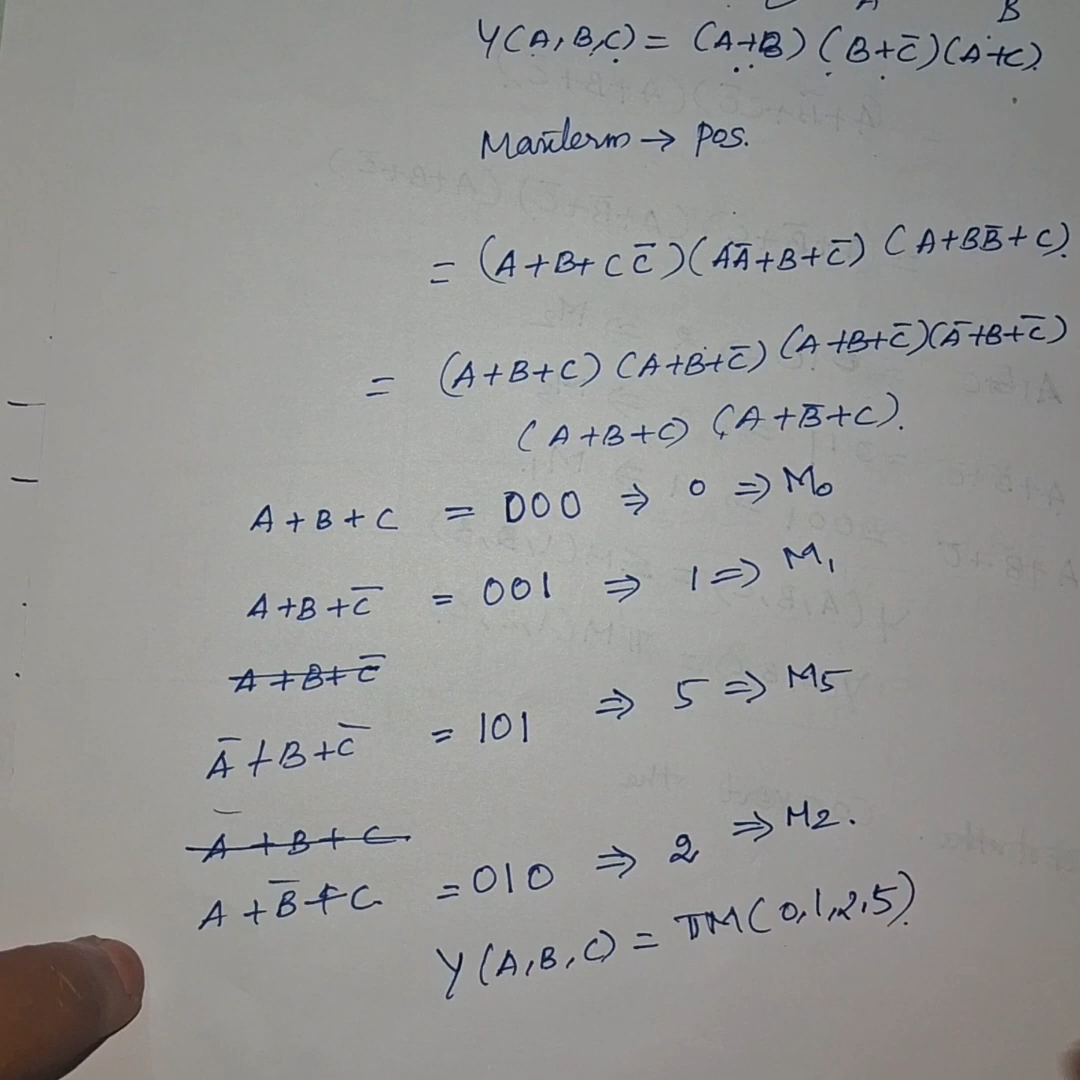 C A B
Y(A,B,C) = (A+B) (B+C̅)(A+C).
Maxterm → pos.
= (A+B+CC̅)(AA̅+B+C̅) (A+BB̅+C).
= (A+B+C) (A+B+C̅) (A+B+C̅)(A̅+B+C̅)
(A+B+C) (A+B̅+C).
A+B+C = 000 ⇒ 0 ⇒ M0
A+B+C̅ = 001 ⇒ 1 ⇒ M1
A+B+C̅
A̅+B+C̅ = 101 ⇒ 5 ⇒ M5
A+B+C
A+B̅+C = 010 ⇒ 2 ⇒ M2.
Y(A,B,C) = πM(0,1,2,5)